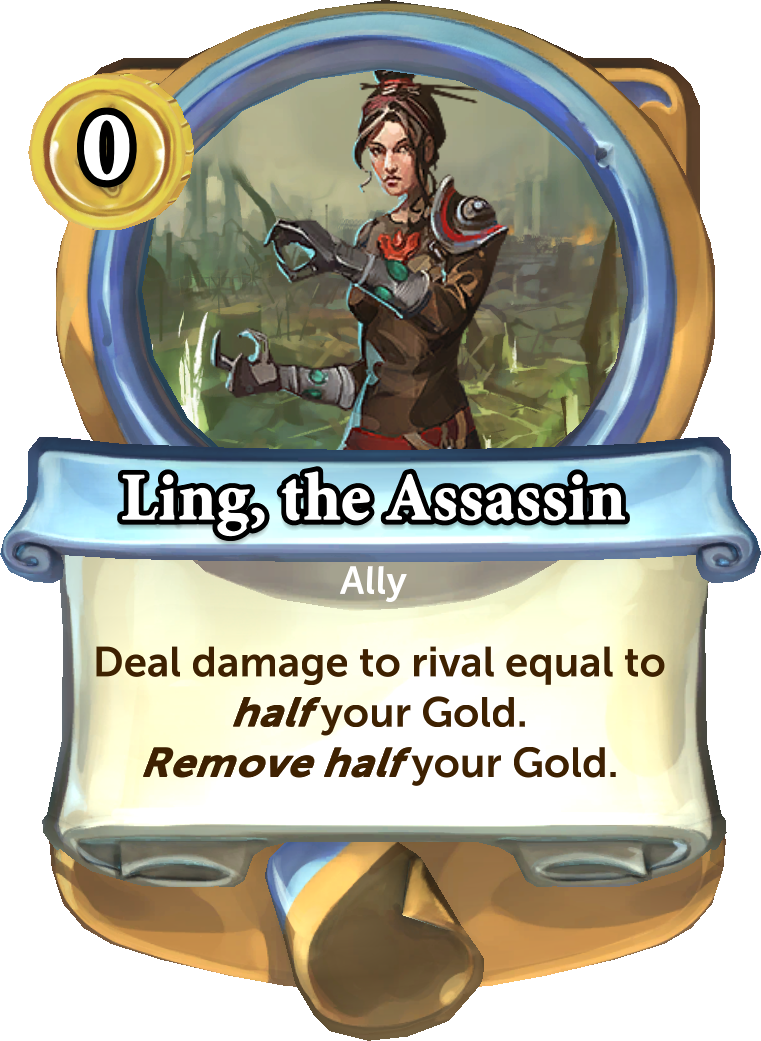 0
Ling, the Assassin
Ally
Deal damage to rival equal to
half your Gold.
Remove half your Gold.